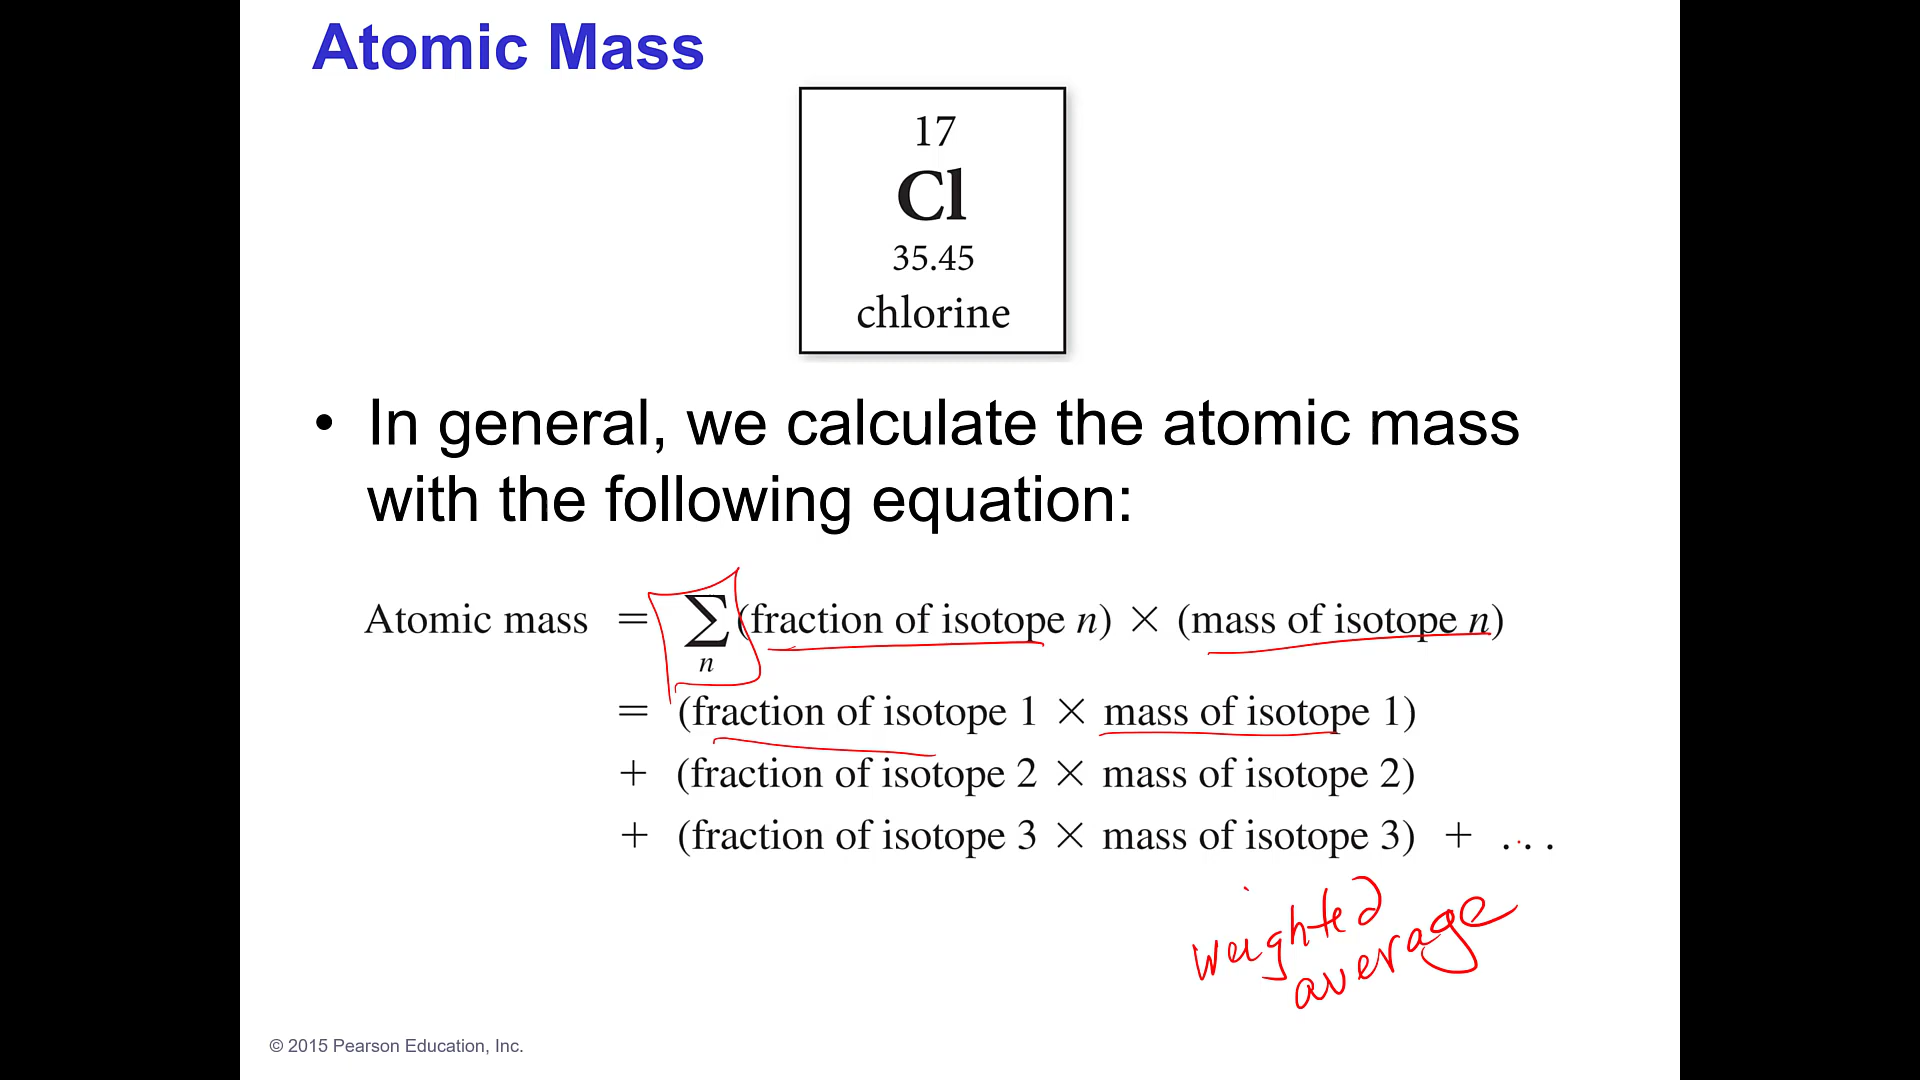 Atomic Mass
17
Cl
35.45
chlorine
• In general, we calculate the atomic mass
with the following equation:
Atomic mass = ∑ (fraction of isotope n) × (mass of isotope n)
n
= (fraction of isotope 1 × mass of isotope 1)
+ (fraction of isotope 2 × mass of isotope 2)
+ (fraction of isotope 3 × mass of isotope 3) + . . .
weighted
average
© 2015 Pearson Education, Inc.